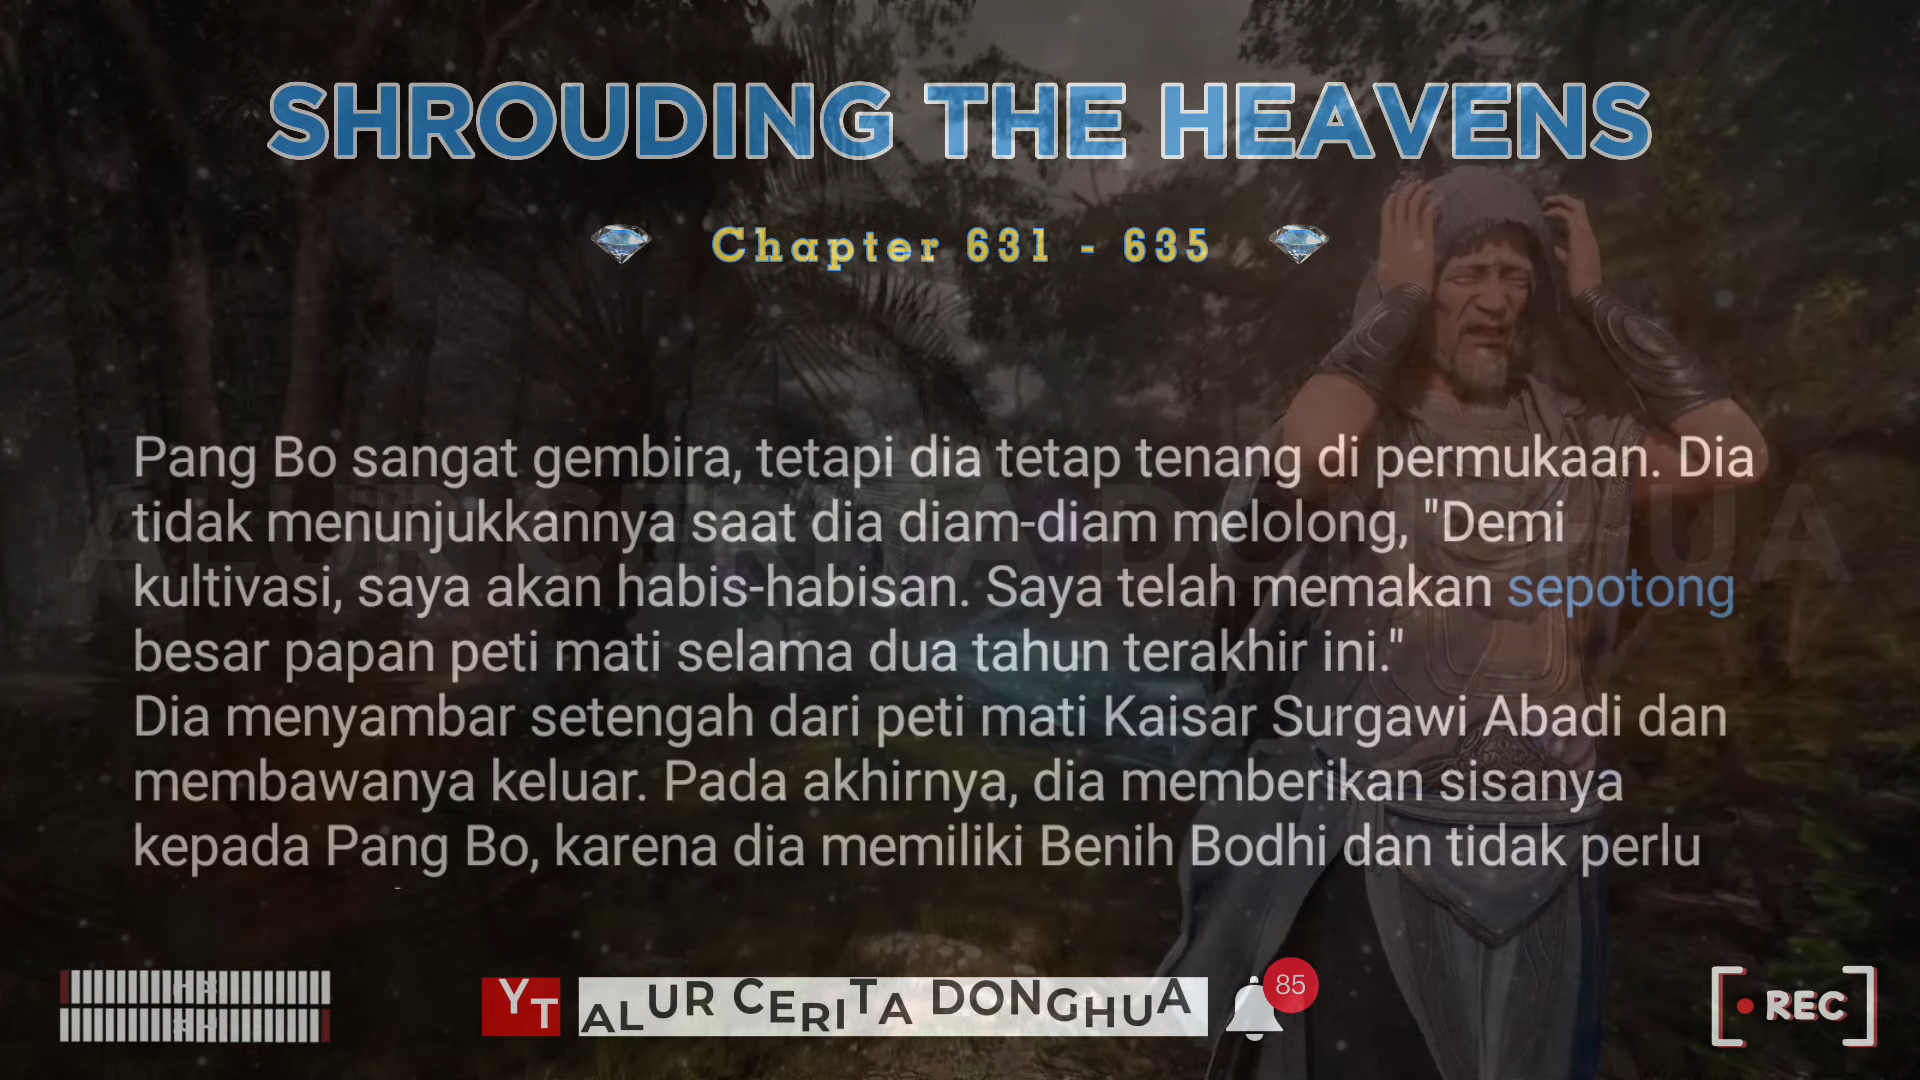 SHROUDING THE HEAVENS
Chapter 631 - 635
Pang Bo sangat gembira, tetapi dia tetap tenang di permukaan. Dia
tidak menunjukkannya saat dia diam-diam melolong, "Demi
kultivasi, saya akan habis-habisan. Saya telah memakan sepotong
besar papan peti mati selama dua tahun terakhir ini."
Dia menyambar setengah dari peti mati Kaisar Surgawi Abadi dan
membawanya keluar. Pada akhirnya, dia memberikan sisanya
kepada Pang Bo, karena dia memiliki Benih Bodhi dan tidak perlu
ALUR CERITA DONGHUA
YT ALUR CERITA DONGHUA 85
REC